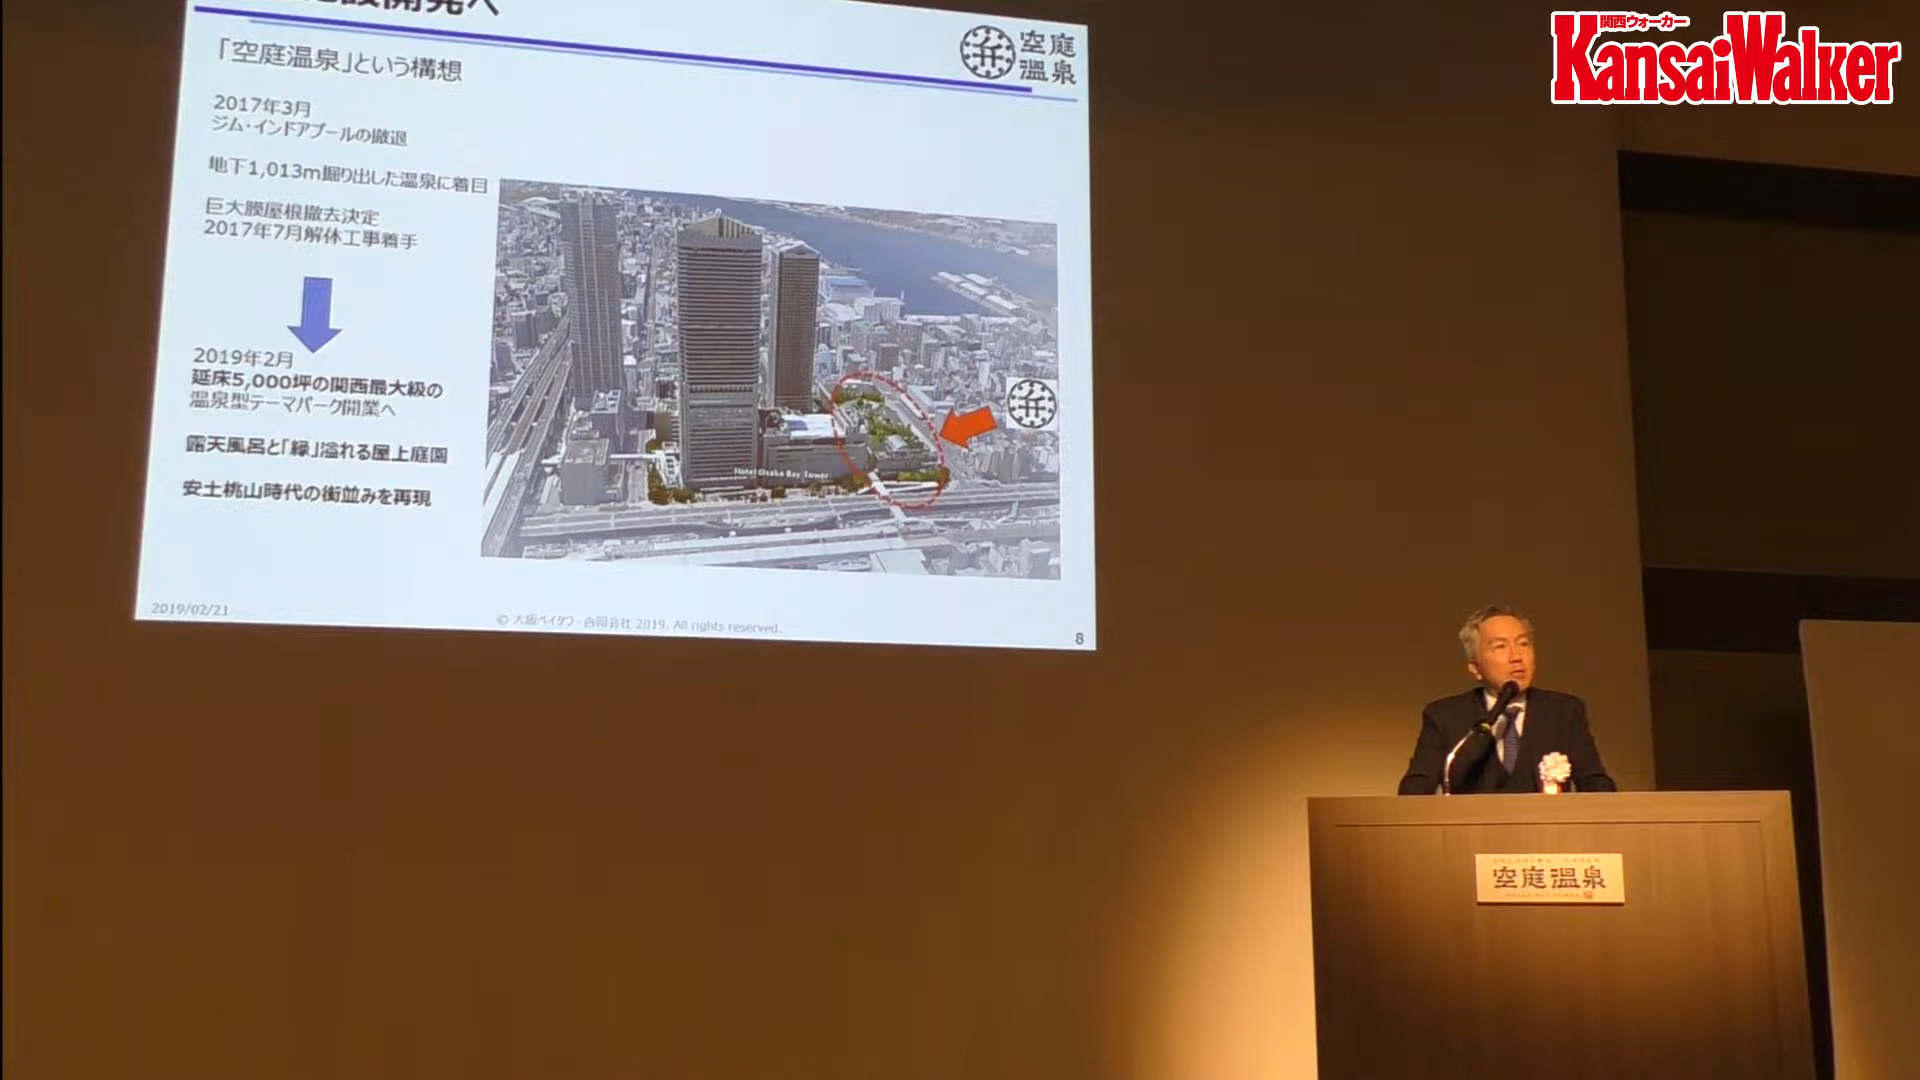 「空庭温泉」という構想
空庭
温泉
関西ウォーカー
KansaiWalker
2017年3月
ジム・インドアプールの撤退
地下1,013m掘り出した温泉に着目
巨大膜屋根撤去決定
2017年7月解体工事着手
2019年2月
延床5,000坪の関西最大級の
温泉型テーマパーク開業へ
露天風呂と「緑」溢れる屋上庭園
安土桃山時代の街並みを再現
Hotel Osaka Bay Tower
2019/02/21
© 大阪ベイタワー合同会社 2019. All rights reserved.
8
空庭温泉